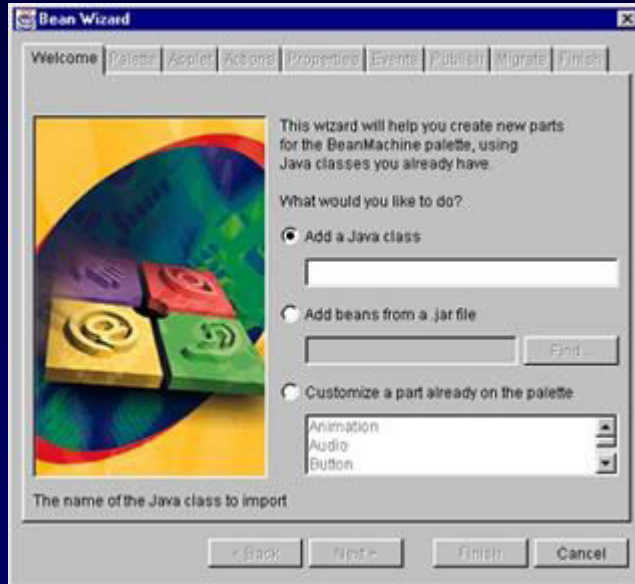 Bean Wizard
Welcome Palette Applet Actions Properties Events Publish Migrate Finish
This wizard will help you create new parts
for the BeanMachine palette, using
Java classes you already have.
What would you like to do?
Add a Java class
Add beans from a .jar file
Find...
Customize a part already on the palette
Animation
Audio
Button
The name of the Java class to import
< Back Next > Finish Cancel